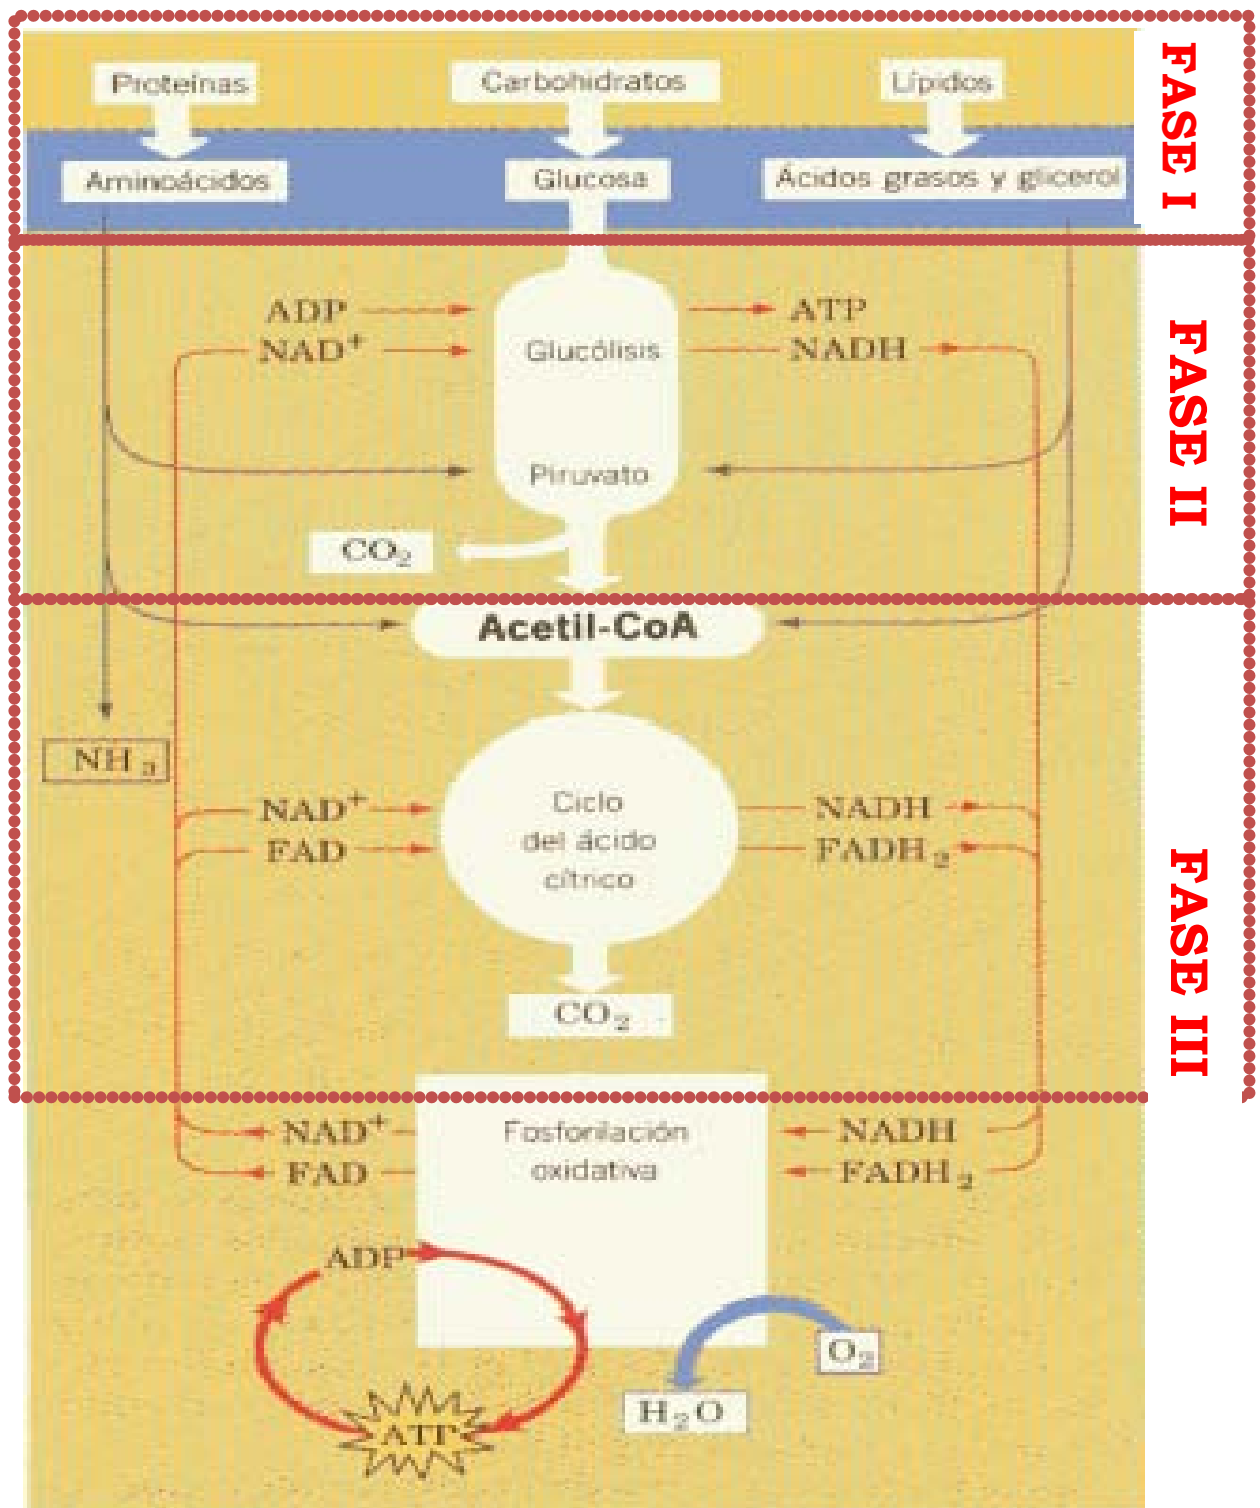 Proteínas
Carbohidratos
Lípidos
FASE I
Aminoácidos
Glucosa
Ácidos grasos y glicerol
ADP
ATP
NAD⁺
Glucólisis
NADH
FASE II
Piruvato
CO₂
Acetil-CoA
NH₃
NAD⁺
Ciclo
del ácido
cítrico
NADH
FAD
FADH₂
FASE III
CO₂
NAD⁺
Fosforilación
oxidativa
NADH
FAD
FADH₂
ADP
O₂
H₂O
ATP